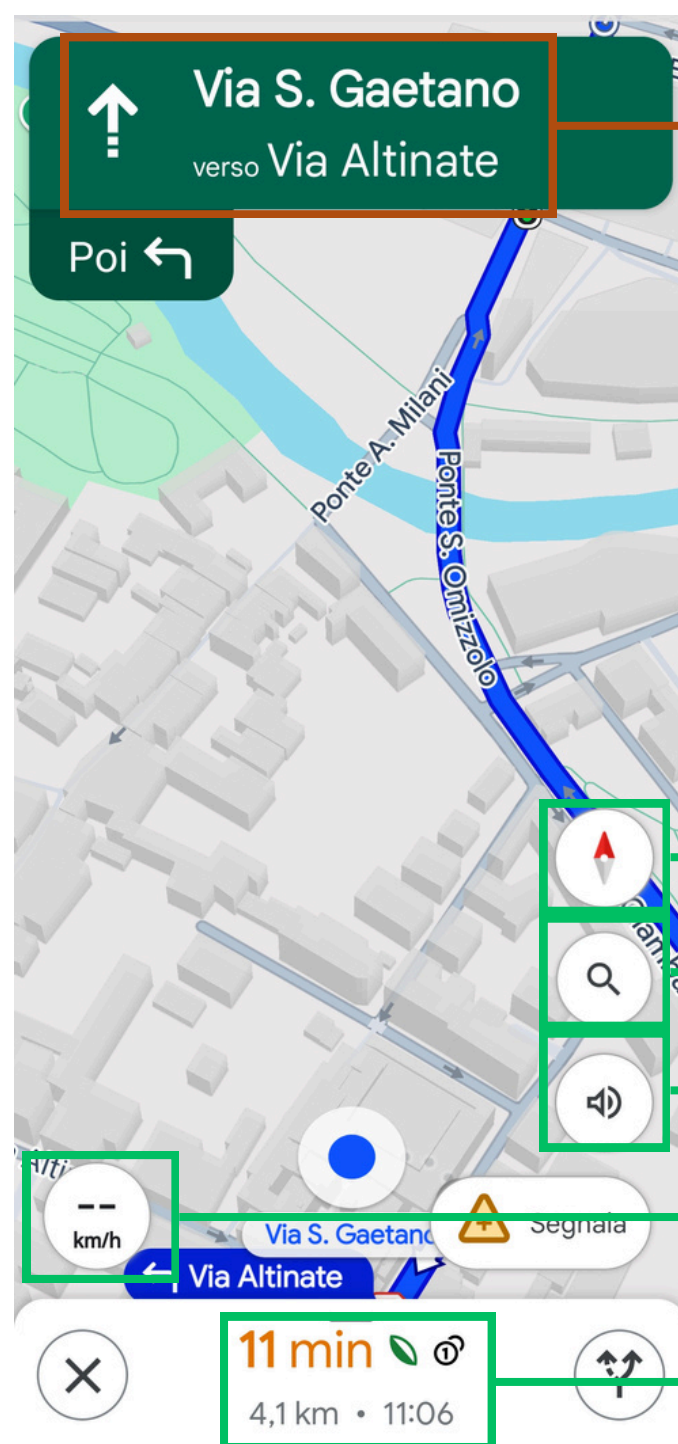 Via S. Gaetano
verso Via Altinate
Poi
Ponte A. Milani
Ponte S. Omizzolo
--
km/h
Via S. Gaetano
Segnala
Via Altinate
11 min
4,1 km • 11:06